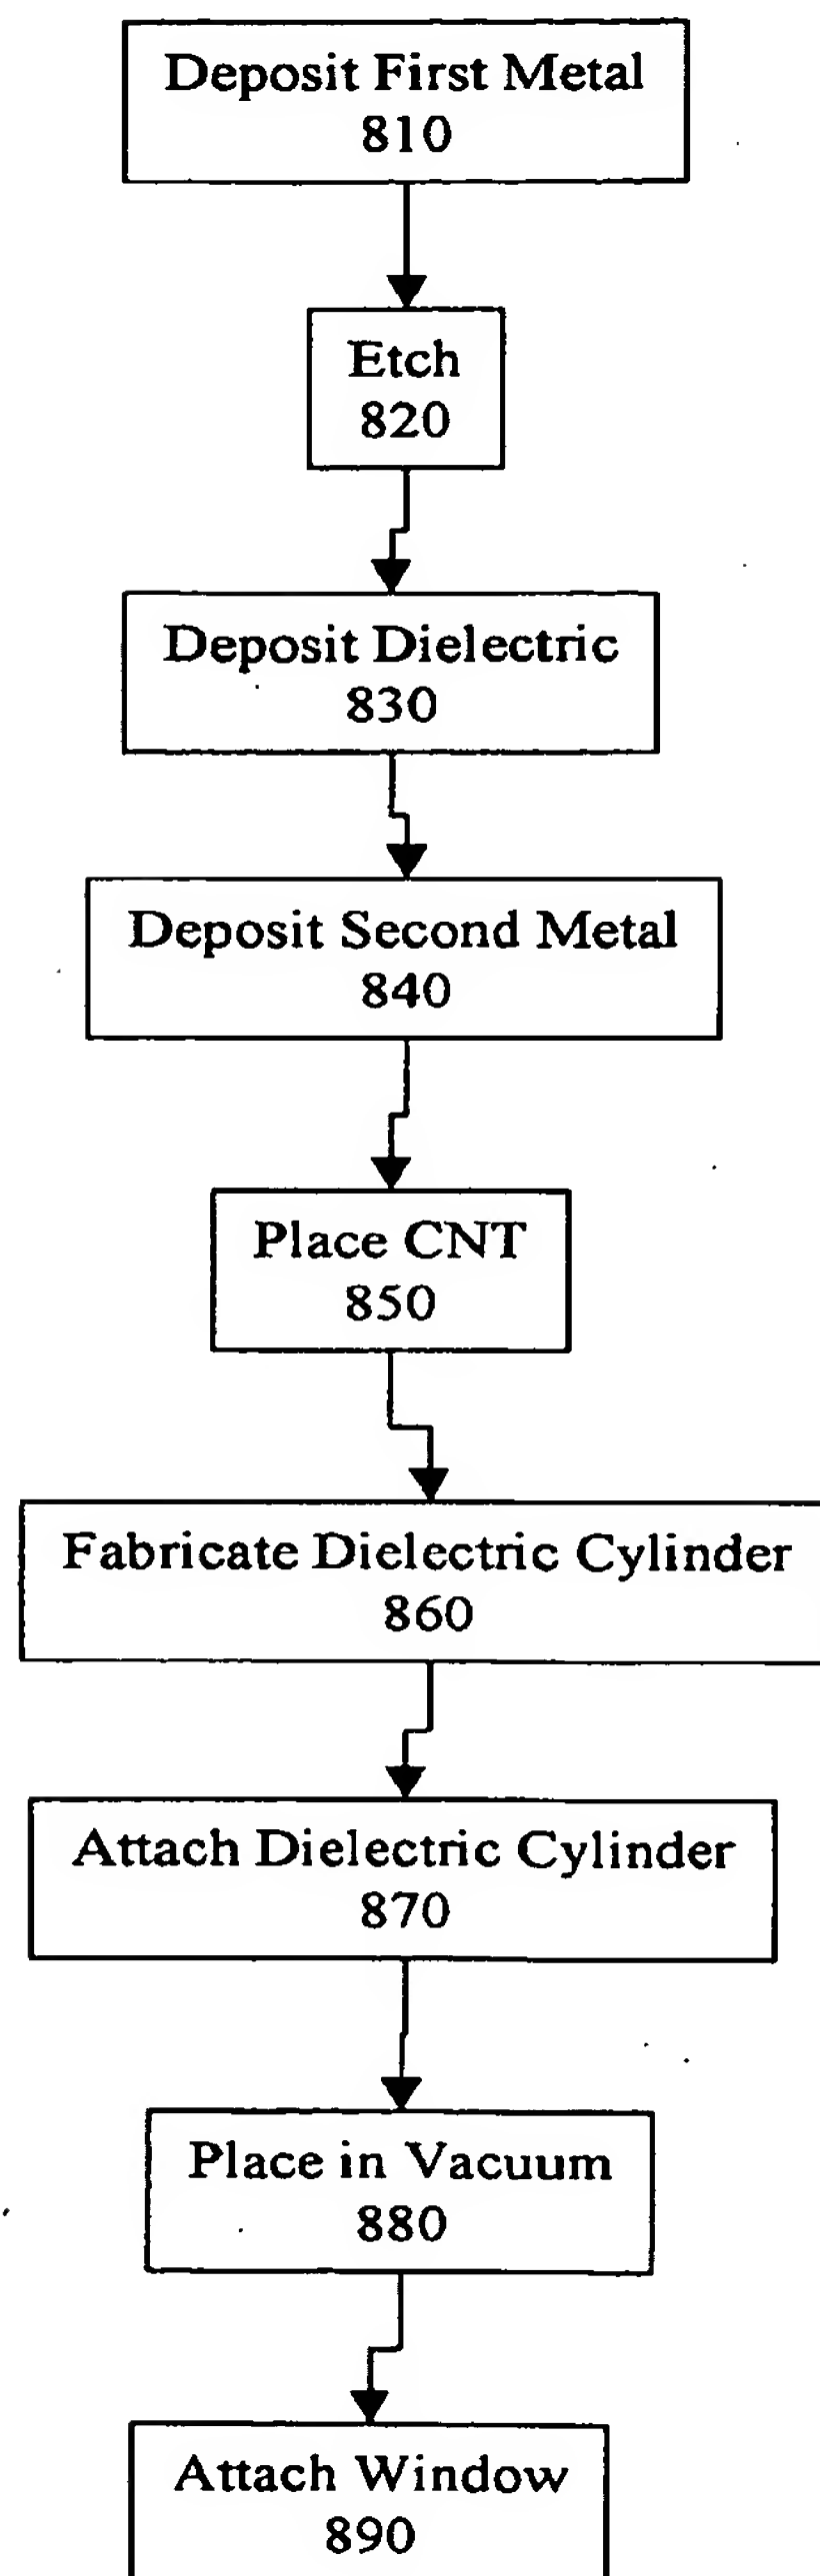 Deposit First Metal
810
Etch
820
Deposit Dielectric
830
Deposit Second Metal
840
Place CNT
850
Fabricate Dielectric Cylinder
860
Attach Dielectric Cylinder
870
Place in Vacuum
880
Attach Window
890